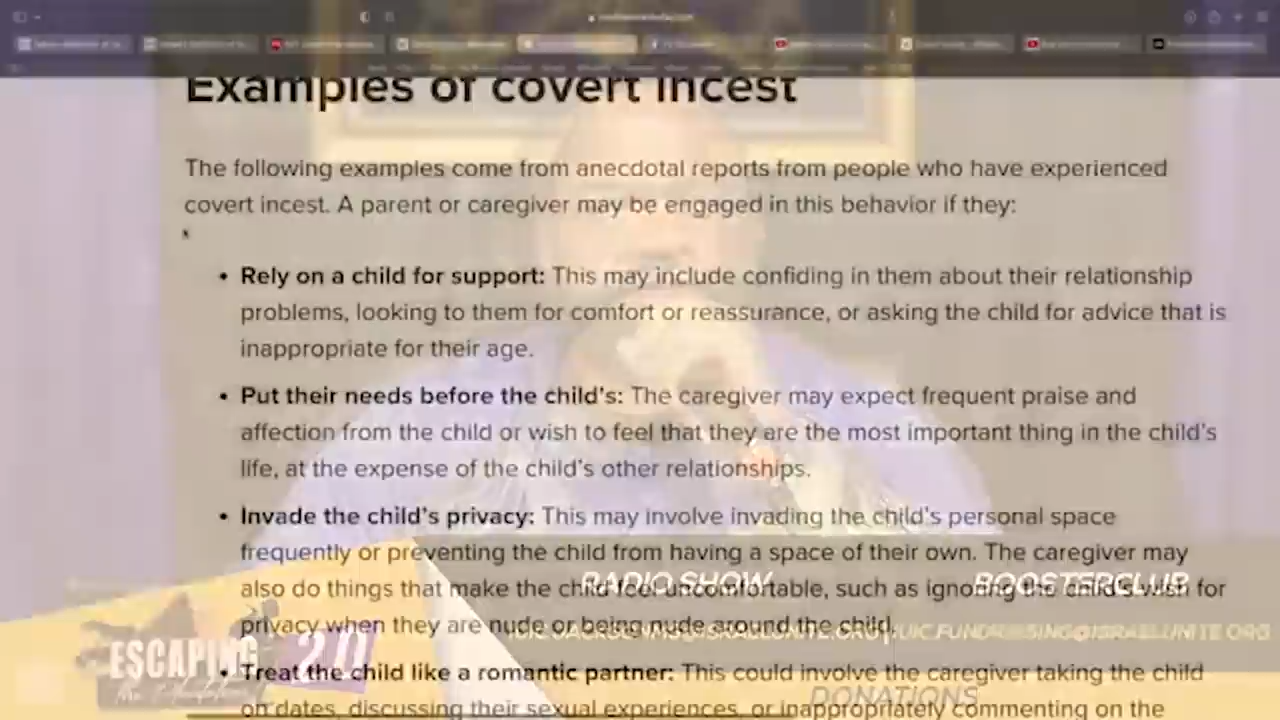 Examples of covert incest
The following examples come from anecdotal reports from people who have experienced
covert incest. A parent or caregiver may be engaged in this behavior if they:
• Rely on a child for support: This may include confiding in them about their relationship
problems, looking to them for comfort or reassurance, or asking the child for advice that is
inappropriate for their age.
• Put their needs before the child's: The caregiver may expect frequent praise and
affection from the child or wish to feel that they are the most important thing in the child's
life, at the expense of the child's other relationships.
• Invade the child's privacy: This may involve invading the child's personal space
frequently or preventing the child from having a space of their own. The caregiver may
also do things that make the child feel uncomfortable, such as ignoring the child's wish for
privacy when they are nude or being nude around the child.
• Treat the child like a romantic partner: This could involve the caregiver taking the child
on dates, discussing their sexual experiences, or inappropriately commenting on the
RADIO SHOW
BOOSTERCLUB
IUIC.FUNDRAISING@ISRAELUNITE.ORG
ESCAPING 2.0
DONATIONS